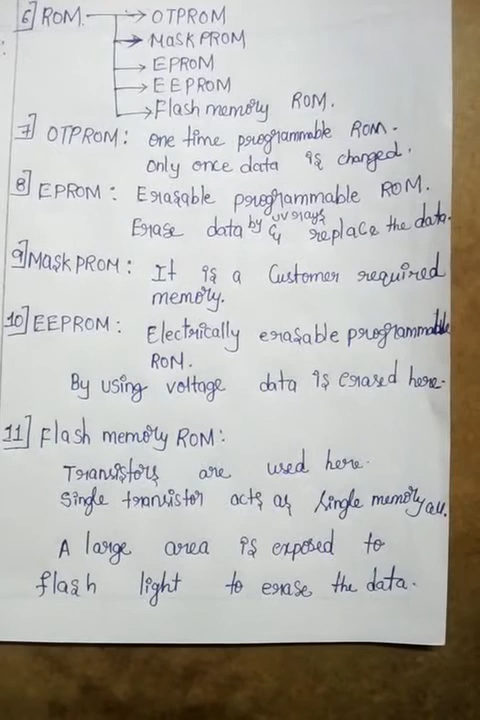 6] ROM → OTPROM
→ Mask PROM
→ EPROM
→ EEPROM
→ Flash memory ROM.
7] OTPROM: one time programmable ROM.
only once data is changed.
8] EPROM: Erasable programmable ROM.
Erase data by uv rays & replace the data.
9] Mask PROM: It is a Customer required
memory.
10] EEPROM: Electrically erasable programmable
ROM.
By using voltage data is erased here.
11] Flash memory ROM:
Transistors are used here.
Single transistor acts as single memory
A large area is exposed to
flash light to erase the data.